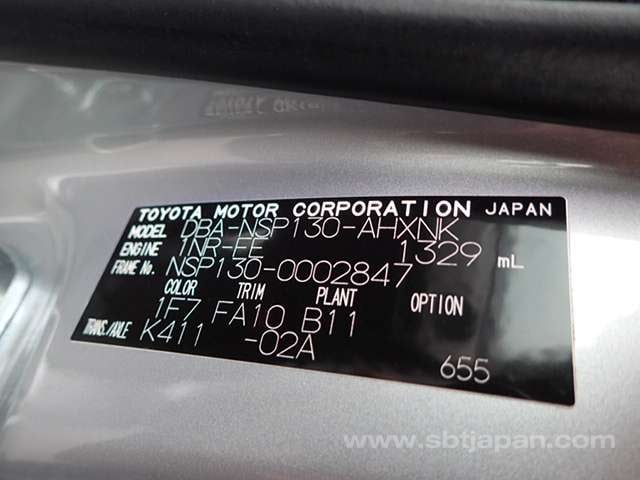 TOYOTA MOTOR CORPORATION JAPAN
MODEL DBA-NSP130-AHXNK
ENGINE 1NR-FE 1329 mL
FRAME No. NSP130-0002847
COLOR TRIM PLANT OPTION
1F7 FA10 B11
TRANS./AXLE K411 -02A
655
www.sbtjapan.com